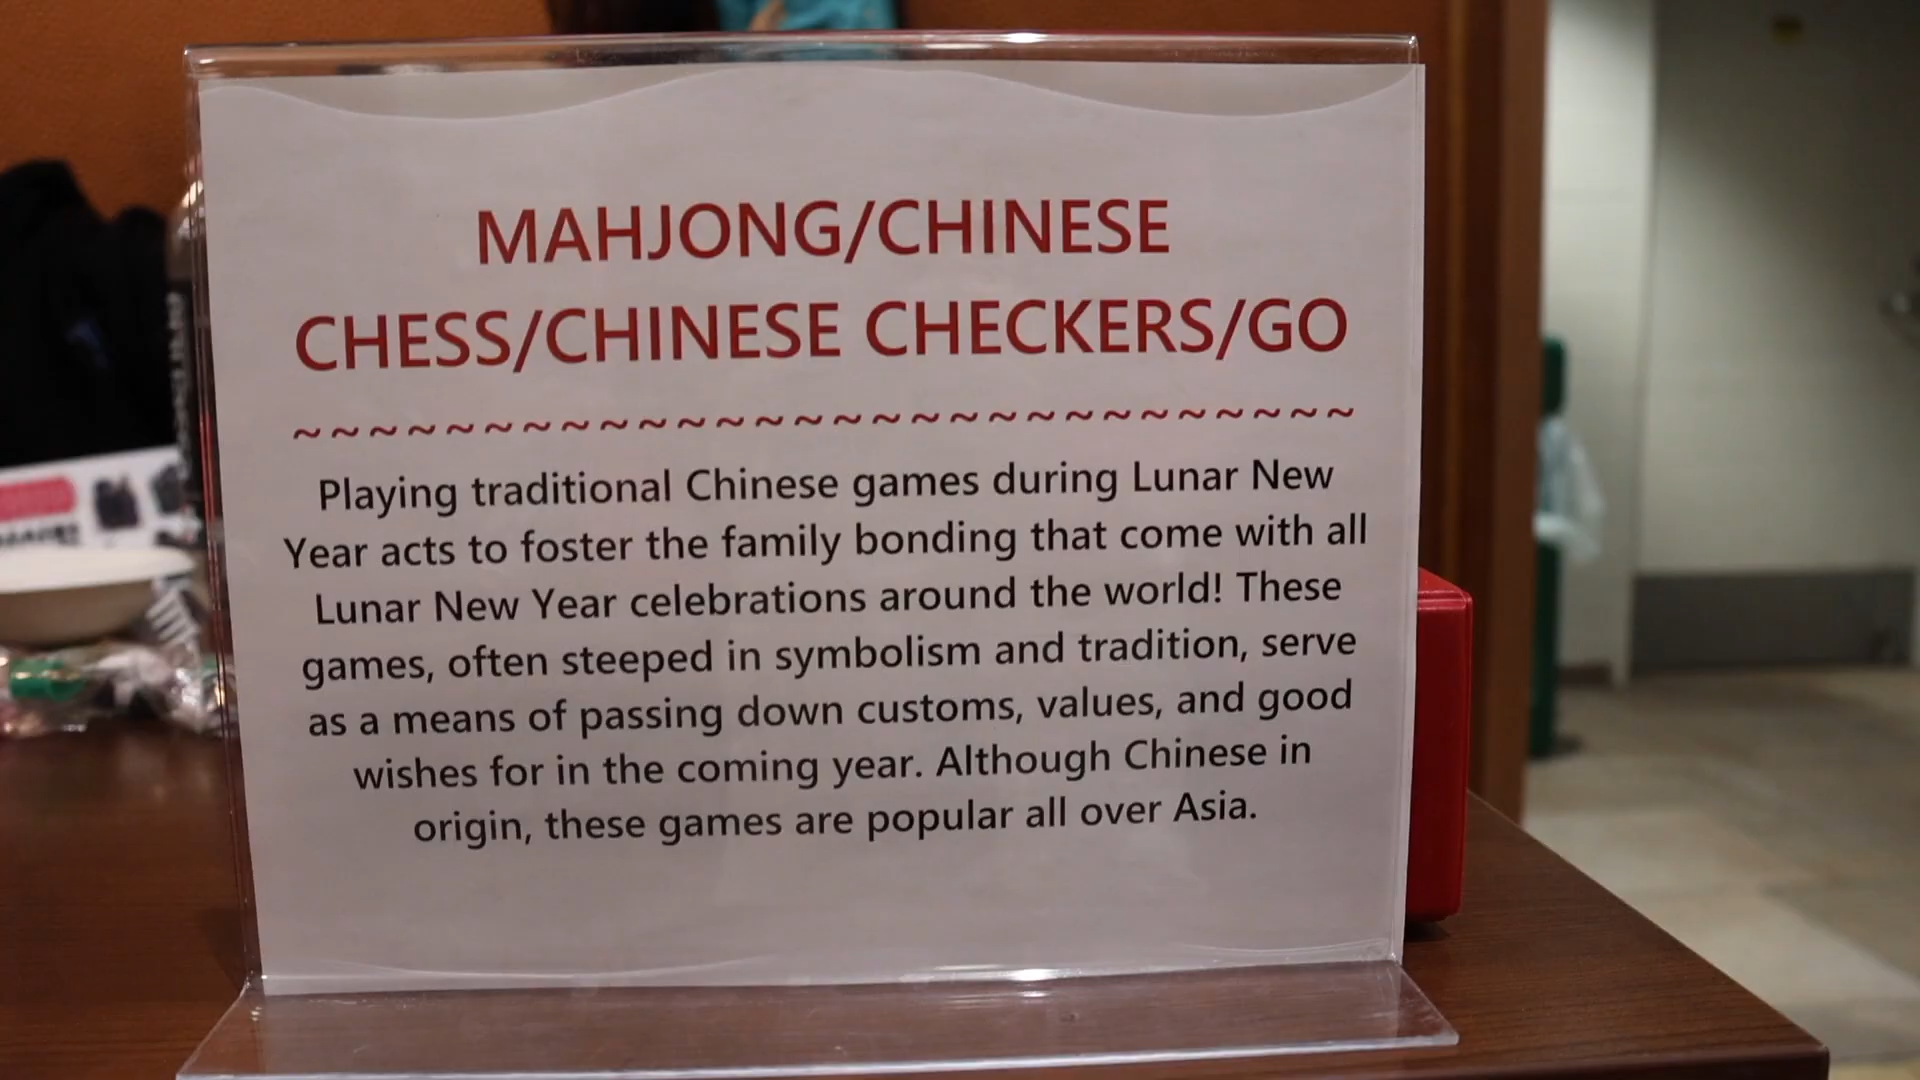 MAHJONG/CHINESE
CHESS/CHINESE CHECKERS/GO
~~~~~~~~~~~~~~~~~~~~~~~~~~~~
Playing traditional Chinese games during Lunar New
Year acts to foster the family bonding that come with all
Lunar New Year celebrations around the world! These
games, often steeped in symbolism and tradition, serve
as a means of passing down customs, values, and good
wishes for in the coming year. Although Chinese in
origin, these games are popular all over Asia.